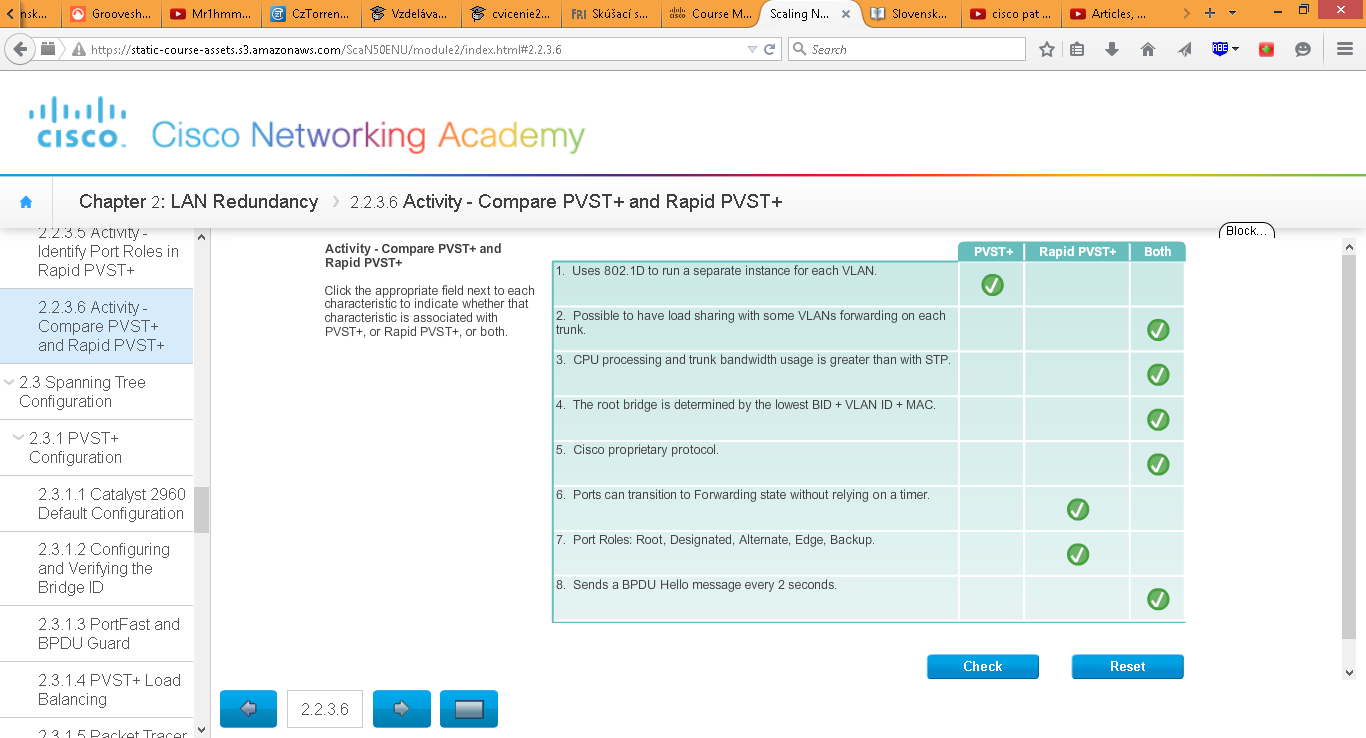 nsk...
Groovesh...
Mr1hmm...
CzTorren...
Vzdeláva...
cvicenie2...
FRI Skúšací s...
Course M...
Scaling N...
Slovensk...
cisco pat ...
Articles, ...
https://static-course-assets.s3.amazonaws.com/ScaN50ENU/module2/index.html#2.2.3.6
Search
ABE
CISCO
Cisco Networking Academy
Chapter 2: LAN Redundancy
2.2.3.6 Activity - Compare PVST+ and Rapid PVST+
Block...
2.2.3.5 Activity -
Identify Port Roles in
Rapid PVST+
2.2.3.6 Activity -
Compare PVST+
and Rapid PVST+
2.3 Spanning Tree
Configuration
2.3.1 PVST+
Configuration
2.3.1.1 Catalyst 2960
Default Configuration
2.3.1.2 Configuring
and Verifying the
Bridge ID
2.3.1.3 PortFast and
BPDU Guard
2.3.1.4 PVST+ Load
Balancing
2.3.1.5 Packet Tracer
Activity - Compare PVST+ and
Rapid PVST+
Click the appropriate field next to each
characteristic to indicate whether that
characteristic is associated with
PVST+, or Rapid PVST+, or both.
PVST+ Rapid PVST+ Both
1. Uses 802.1D to run a separate instance for each VLAN.
2. Possible to have load sharing with some VLANs forwarding on each
trunk.
3. CPU processing and trunk bandwidth usage is greater than with STP.
4. The root bridge is determined by the lowest BID + VLAN ID + MAC.
5. Cisco proprietary protocol.
6. Ports can transition to Forwarding state without relying on a timer.
7. Port Roles: Root, Designated, Alternate, Edge, Backup.
8. Sends a BPDU Hello message every 2 seconds.
Check
Reset
2.2.3.6